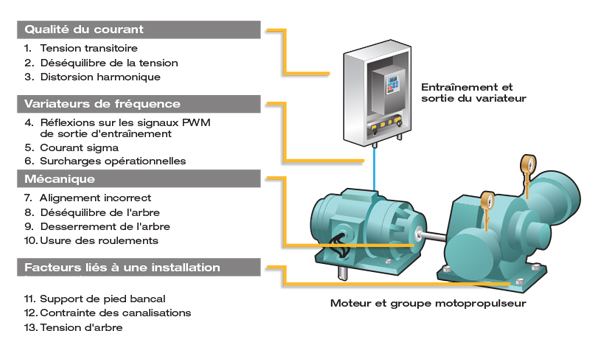 Qualité du courant
1. Tension transitoire
2. Déséquilibre de la tension
3. Distorsion harmonique
Variateurs de fréquence
4. Réflexions sur les signaux PWM
de sortie d'entraînement
5. Courant sigma
6. Surcharges opérationnelles
Mécanique
7. Alignement incorrect
8. Déséquilibre de l'arbre
9. Desserrement de l'arbre
10. Usure des roulements
Facteurs liés à une installation
11. Support de pied bancal
12. Contrainte des canalisations
13. Tension d'arbre
Entraînement et
sortie du variateur
Moteur et groupe motopropulseur